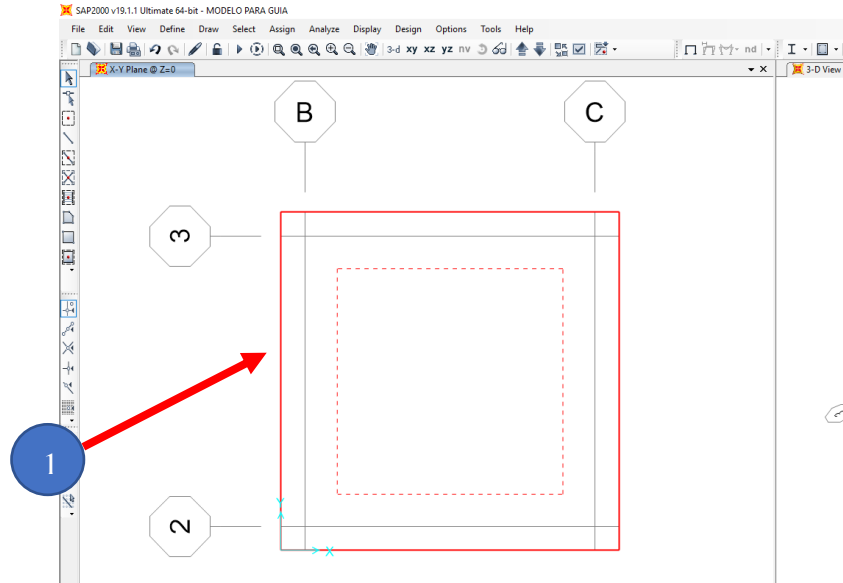 SAP2000 v19.1.1 Ultimate 64-bit - MODELO PARA GUIA
File Edit View Define Draw Select Assign Analyze Display Design Options Tools Help
3-d xy xz yz nv nd
X-Y Plane @ Z=0
3-D View
B C
3
1
2
Y
X